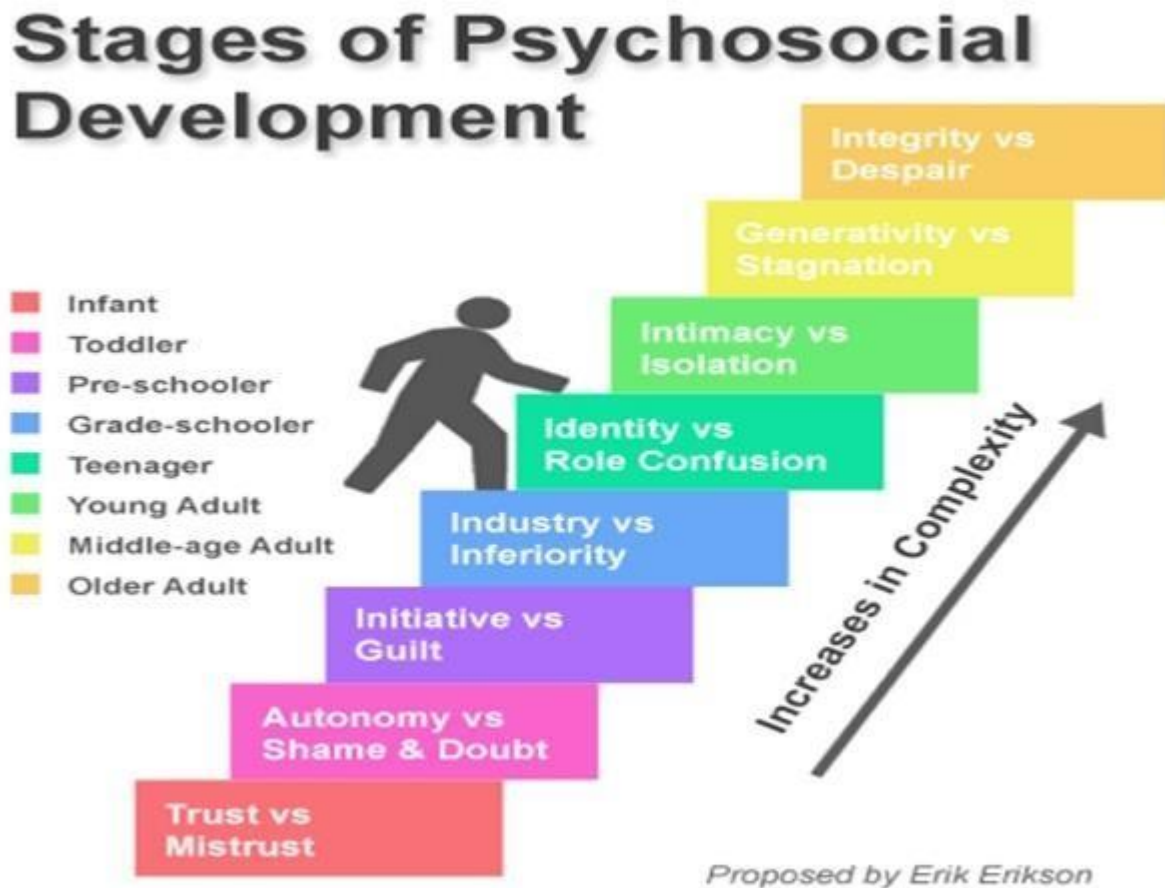 Stages of Psychosocial
Development
Integrity vs
Despair
Generativity vs
Stagnation
Intimacy vs
Isolation
Identity vs
Role Confusion
Industry vs
Inferiority
Initiative vs
Guilt
Autonomy vs
Shame & Doubt
Trust vs
Mistrust
Infant
Toddler
Pre-schooler
Grade-schooler
Teenager
Young Adult
Middle-age Adult
Older Adult
Increases in Complexity
Proposed by Erik Erikson